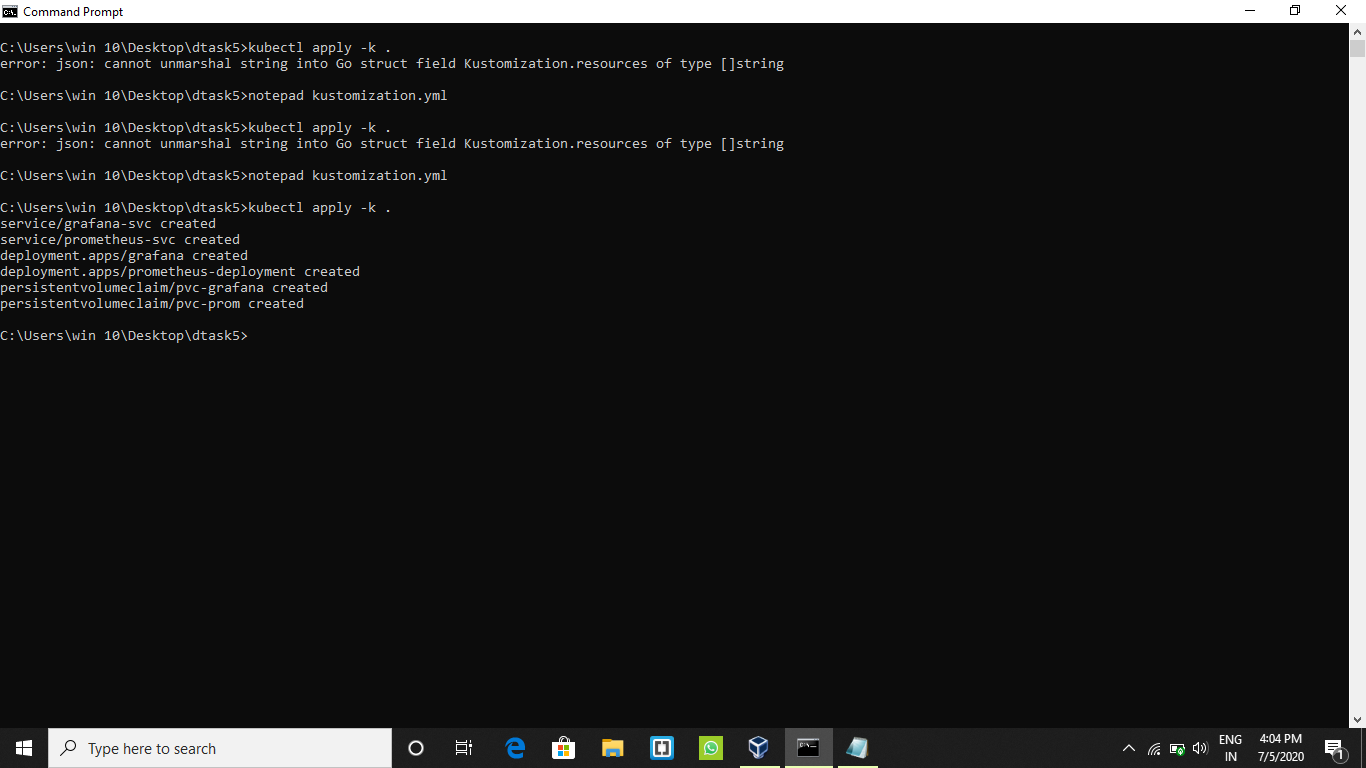 Command Prompt
C:\Users\win 10\Desktop\dtask5>kubectl apply -k .
error: json: cannot unmarshal string into Go struct field Kustomization.resources of type []string
C:\Users\win 10\Desktop\dtask5>notepad kustomization.yml
C:\Users\win 10\Desktop\dtask5>kubectl apply -k .
error: json: cannot unmarshal string into Go struct field Kustomization.resources of type []string
C:\Users\win 10\Desktop\dtask5>notepad kustomization.yml
C:\Users\win 10\Desktop\dtask5>kubectl apply -k .
service/grafana-svc created
service/prometheus-svc created
deployment.apps/grafana created
deployment.apps/prometheus-deployment created
persistentvolumeclaim/pvc-grafana created
persistentvolumeclaim/pvc-prom created
C:\Users\win 10\Desktop\dtask5>
Type here to search
ENG
IN
4:04 PM
7/5/2020
1